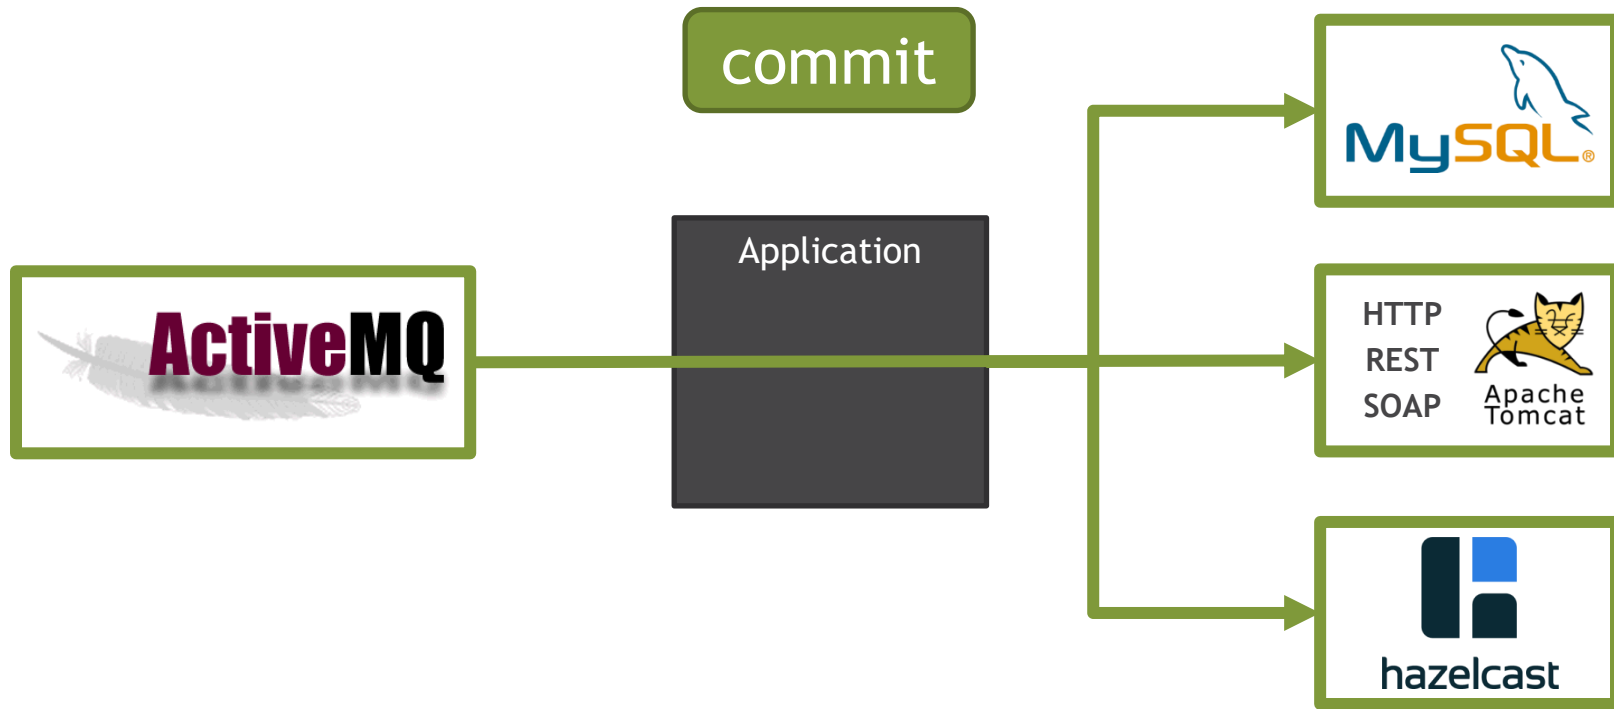 commit
MySQL®
Application
ActiveMQ
HTTP
REST
SOAP
Apache
Tomcat
hazelcast